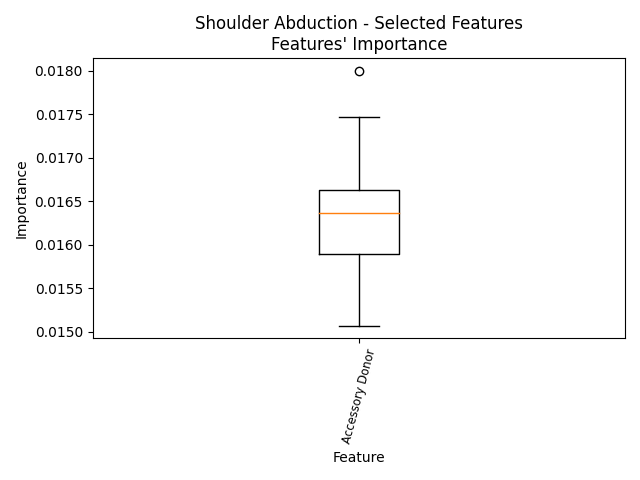 Shoulder Abduction - Selected Features
Features' Importance
0.0180
0.0175
0.0170
0.0165
0.0160
0.0155
0.0150
Importance
Accessory Donor
Feature